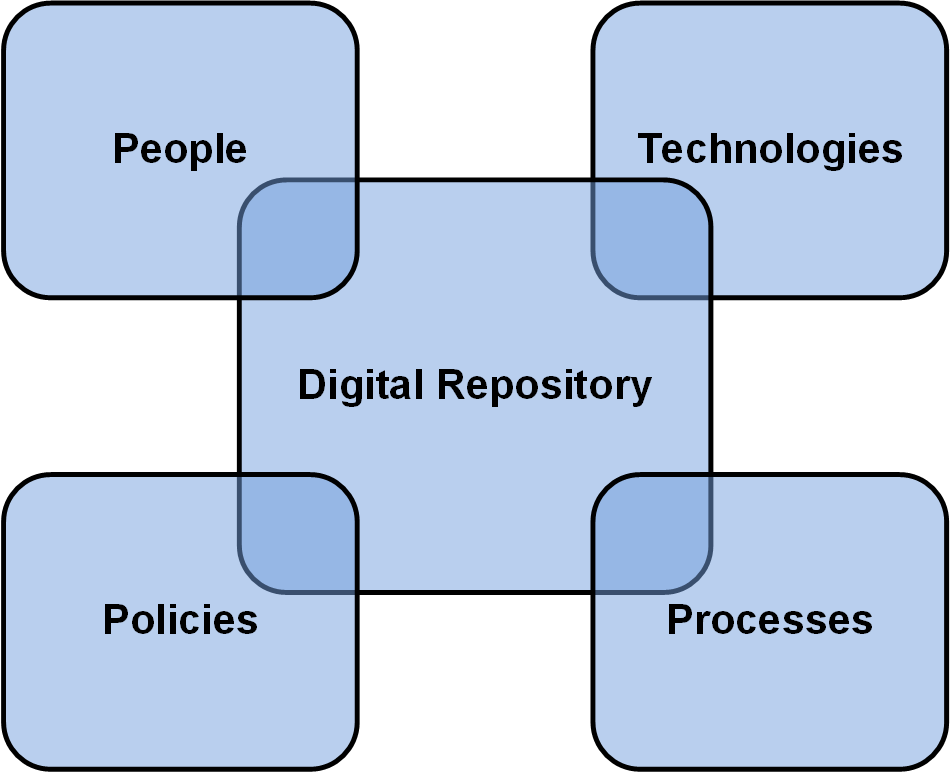 People
Technologies
Digital Repository
Policies
Processes